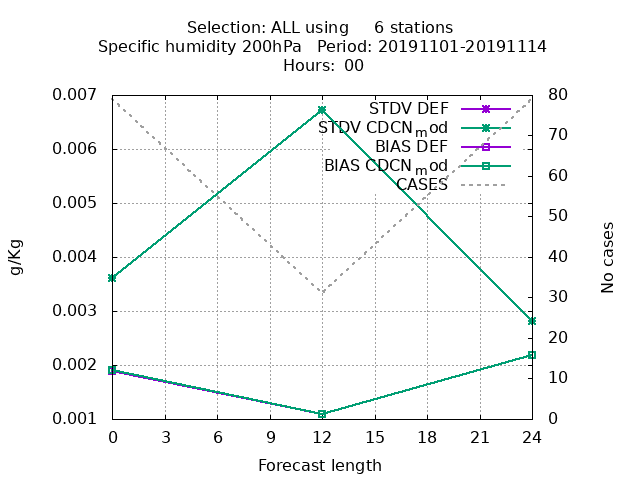 Selection: ALL using     6 stations
Specific humidity 200hPa   Period: 20191101-20191114
Hours: 00
0.007
0.006
0.005
0.004
0.003
0.002
0.001
g/Kg
STDV DEF
STDV CDCNmod
BIAS DEF
BIAS CDCNmod
CASES
80
70
60
50
40
30
20
10
0
No cases
0 3 6 9 12 15 18 21 24
Forecast length